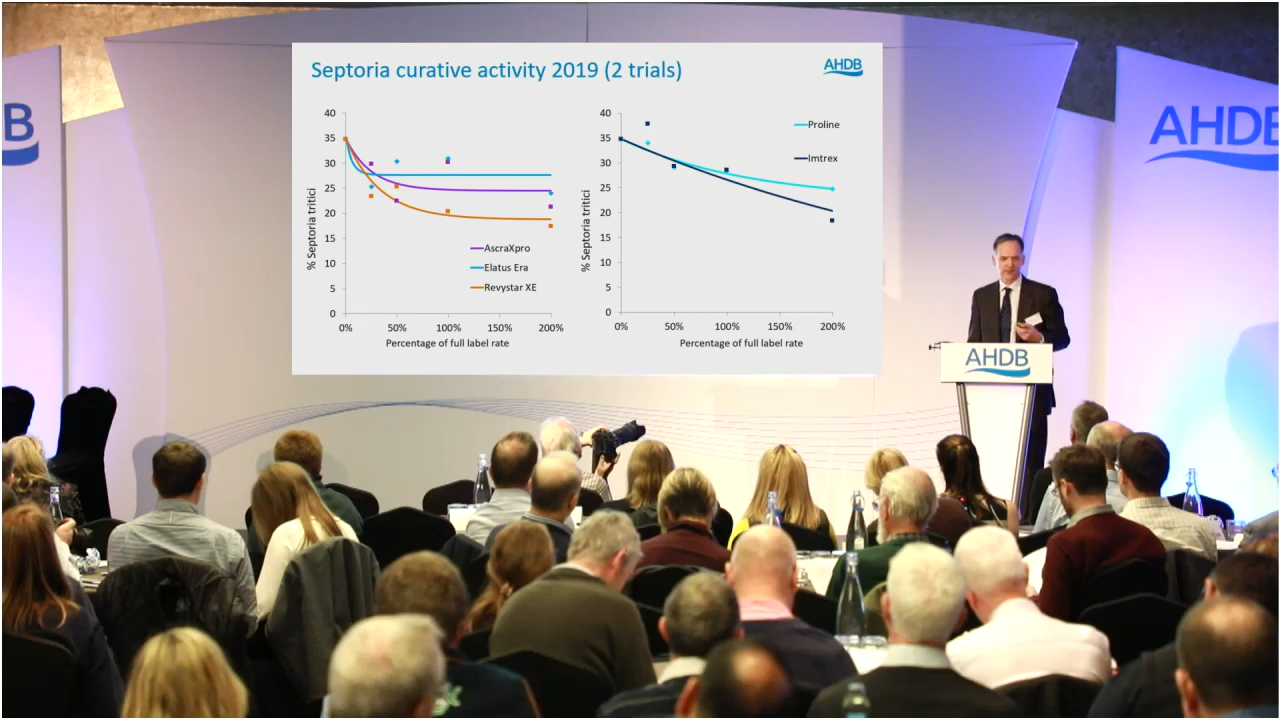 Septoria curative activity 2019 (2 trials)
AHDB
% Septoria tritici
40
35
30
25
20
15
10
5
0
0%
50%
100%
150%
200%
Percentage of full label rate
AscraXpro
Elatus Era
Revystar XE
% Septoria tritici
40
35
30
25
20
15
10
5
0
0%
50%
100%
150%
200%
Percentage of full label rate
Proline
Imtrex
B
AHDB
AHDB